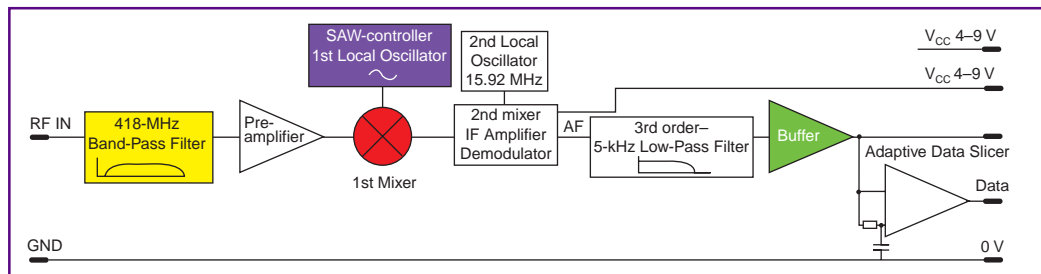 SAW-controller
1st Local Oscillator
2nd Local
Oscillator
15.92 MHz
V_CC 4–9 V
V_CC 4–9 V
RF IN
418-MHz
Band-Pass Filter
Pre-
amplifier
1st Mixer
2nd mixer
IF Amplifier
Demodulator
AF
3rd order–
5-kHz Low-Pass Filter
Buffer
Adaptive Data Slicer
Data
GND
0 V